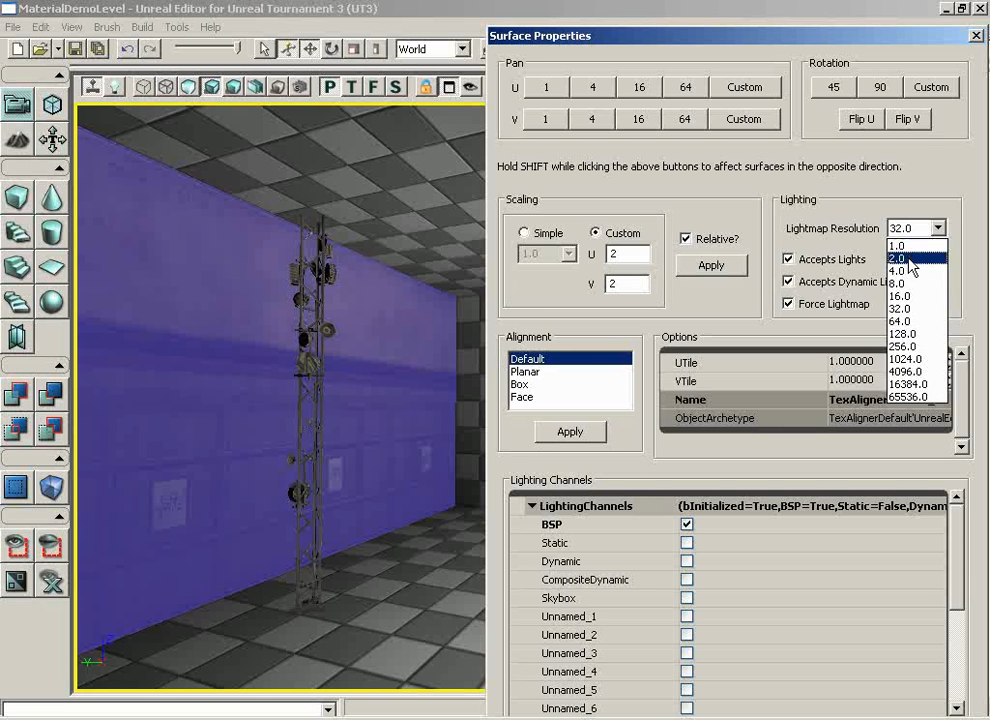 MaterialDemoLevel - Unreal Editor for Unreal Tournament 3 (UT3)
File Edit View Brush Build Tools Help
World
P T F S
Surface Properties
Pan
U 1 4 16 64 Custom
V 1 4 16 64 Custom
Rotation
45 90 Custom
Flip U Flip V
Hold SHIFT while clicking the above buttons to affect surfaces in the opposite direction.
Scaling
Simple Custom
1.0 U 2
V 2
Relative?
Apply
Lighting
Lightmap Resolution 32.0
Accepts Lights
Accepts Dynamic Li
Force Lightmap
1.0
2.0
4.0
8.0
16.0
32.0
64.0
128.0
256.0
1024.0
4096.0
16384.0
65536.0
Alignment
Default
Planar
Box
Face
Apply
Options
UTile 1.000000
VTile 1.000000
Name TexAligner
ObjectArchetype TexAlignerDefault'UnrealE
Lighting Channels
LightingChannels (bInitialized=True,BSP=True,Static=False,Dynam
BSP
Static
Dynamic
CompositeDynamic
Skybox
Unnamed_1
Unnamed_2
Unnamed_3
Unnamed_4
Unnamed_5
Unnamed_6